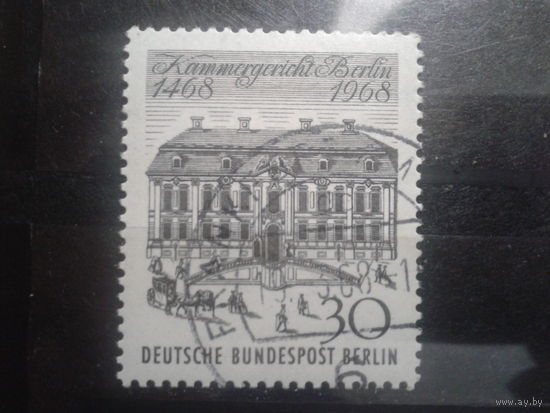 Kammergericht Berlin
1468 1968
30
DEUTSCHE BUNDESPOST BERLIN
www.ay.by